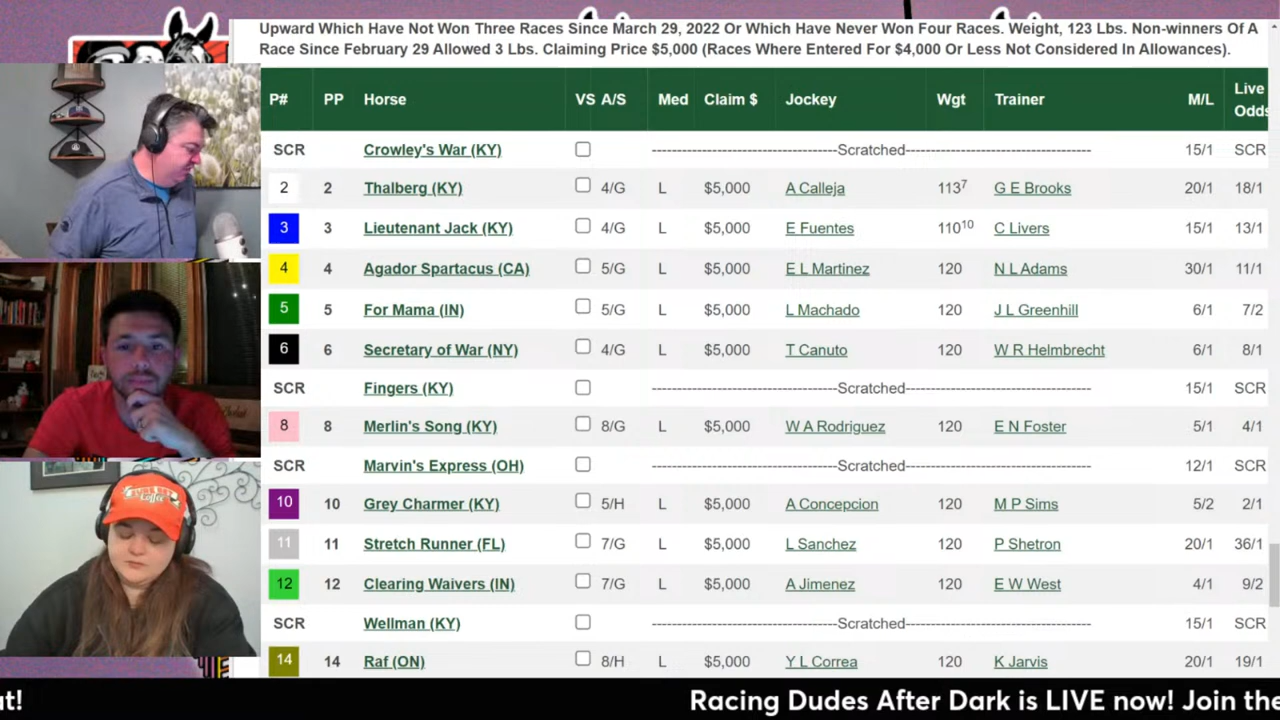 Upward Which Have Not Won Three Races Since March 29, 2022 Or Which Have Never Won Four Races. Weight, 123 Lbs. Non-winners Of A
Race Since February 29 Allowed 3 Lbs. Claiming Price $5,000 (Races Where Entered For $4,000 Or Less Not Considered In Allowances).
P# PP Horse VS A/S Med Claim $ Jockey Wgt Trainer M/L Live Odds
SCR Crowley's War (KY) ------Scratched------ 15/1 SCR
2 2 Thalberg (KY) 4/G L $5,000 A Calleja 113⁷ G E Brooks 20/1 18/1
3 3 Lieutenant Jack (KY) 4/G L $5,000 E Fuentes 110¹⁰ C Livers 15/1 13/1
4 4 Agador Spartacus (CA) 5/G L $5,000 E L Martinez 120 N L Adams 30/1 11/1
5 5 For Mama (IN) 5/G L $5,000 L Machado 120 J L Greenhill 6/1 7/2
6 6 Secretary of War (NY) 4/G L $5,000 T Canuto 120 W R Helmbrecht 6/1 8/1
SCR Fingers (KY) ------Scratched------ 15/1 SCR
8 8 Merlin's Song (KY) 8/G L $5,000 W A Rodriguez 120 E N Foster 5/1 4/1
SCR Marvin's Express (OH) ------Scratched------ 12/1 SCR
10 10 Grey Charmer (KY) 5/H L $5,000 A Concepcion 120 M P Sims 5/2 2/1
11 11 Stretch Runner (FL) 7/G L $5,000 L Sanchez 120 P Shetron 20/1 36/1
12 12 Clearing Waivers (IN) 7/G L $5,000 A Jimenez 120 E W West 4/1 9/2
SCR Wellman (KY) ------Scratched------ 15/1 SCR
14 14 Raf (ON) 8/H L $5,000 Y L Correa 120 K Jarvis 20/1 19/1
at! Racing Dudes After Dark is LIVE now! Join the